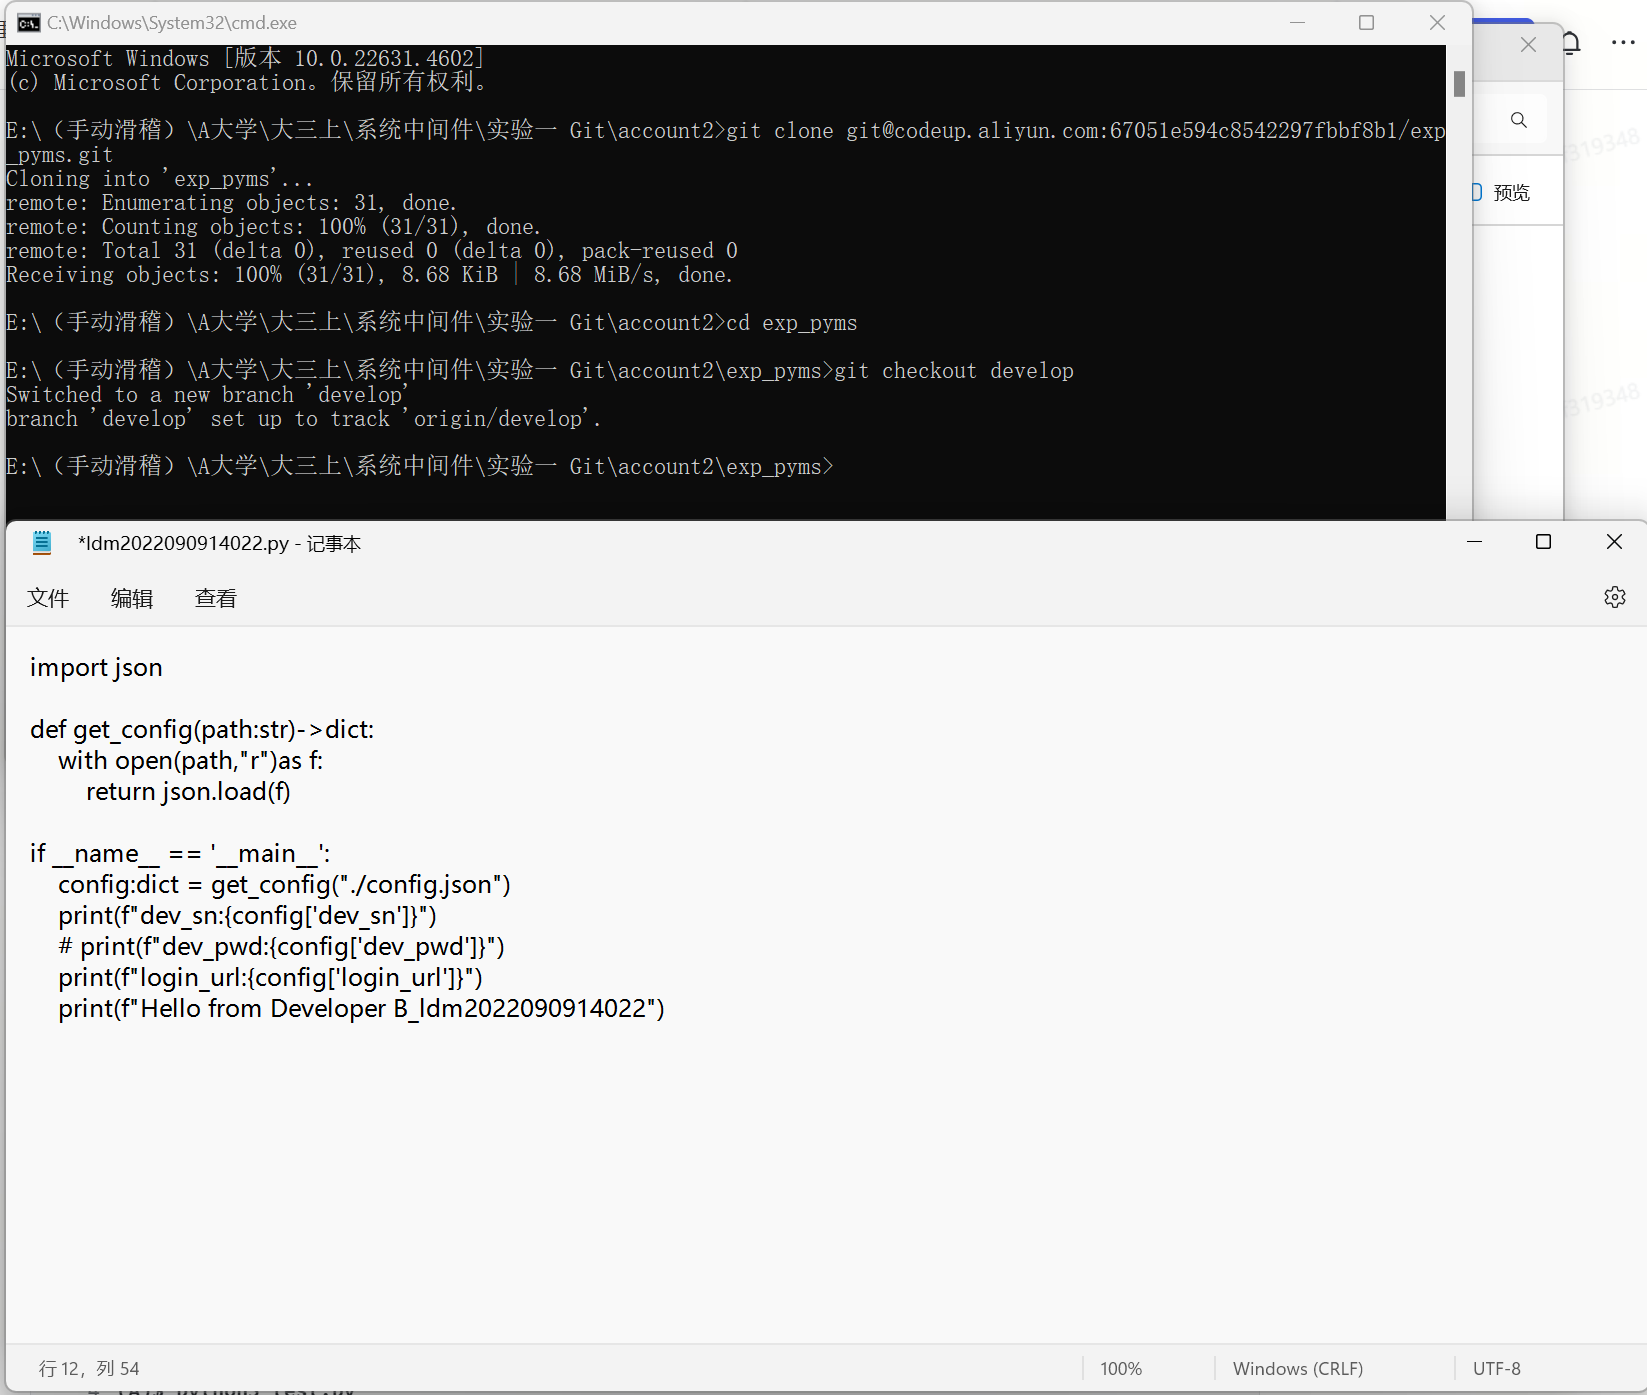 C:\Windows\System32\cmd.exe
Microsoft Windows [版本 10.0.22631.4602]
(c) Microsoft Corporation。保留所有权利。
E:\（手动滑稽）\A大学\大三上\系统中间件\实验一 Git\account2>git clone git@codeup.aliyun.com:67051e594c8542297fbbf8b1/exp
_pyms.git
Cloning into 'exp_pyms'...
remote: Enumerating objects: 31, done.
remote: Counting objects: 100% (31/31), done.
remote: Total 31 (delta 0), reused 0 (delta 0), pack-reused 0
Receiving objects: 100% (31/31), 8.68 KiB | 8.68 MiB/s, done.
E:\（手动滑稽）\A大学\大三上\系统中间件\实验一 Git\account2>cd exp_pyms
E:\（手动滑稽）\A大学\大三上\系统中间件\实验一 Git\account2\exp_pyms>git checkout develop
Switched to a new branch 'develop'
branch 'develop' set up to track 'origin/develop'.
E:\（手动滑稽）\A大学\大三上\系统中间件\实验一 Git\account2\exp_pyms>
预览
319348
319348
*ldm2022090914022.py - 记事本
文件 编辑 查看
import json
def get_config(path:str)->dict:
    with open(path,"r")as f:
        return json.load(f)
if __name__ == '__main__':
    config:dict = get_config("./config.json")
    print(f"dev_sn:{config['dev_sn']}")
    # print(f"dev_pwd:{config['dev_pwd']}")
    print(f"login_url:{config['login_url']}")
    print(f"Hello from Developer B_ldm2022090914022")
行 12，列 54 100% Windows (CRLF) UTF-8